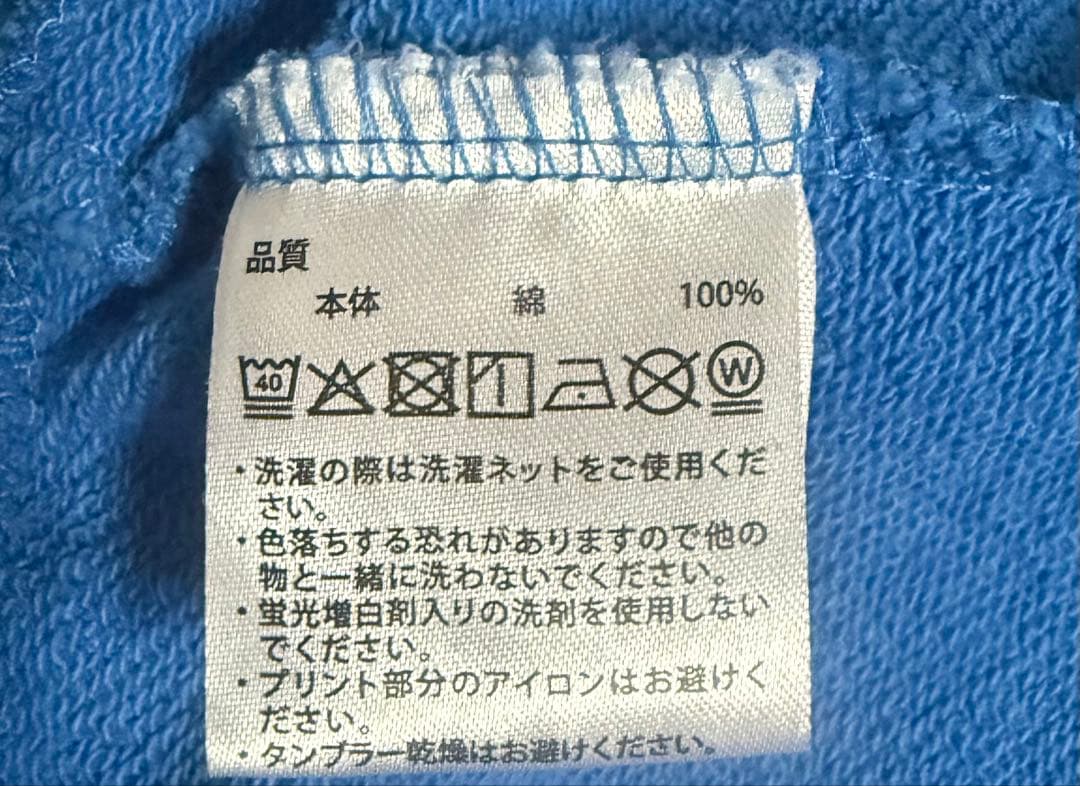 品質
本体 綿 100%
40 W
・洗濯の際は洗濯ネットをご使用くだ
さい。
・色落ちする恐れがありますので他の
物と一緒に洗わないでください。
・蛍光増白剤入りの洗剤を使用しない
でください。
・プリント部分のアイロンはお避けく
ださい。
・タンブラー乾燥はお避けください。